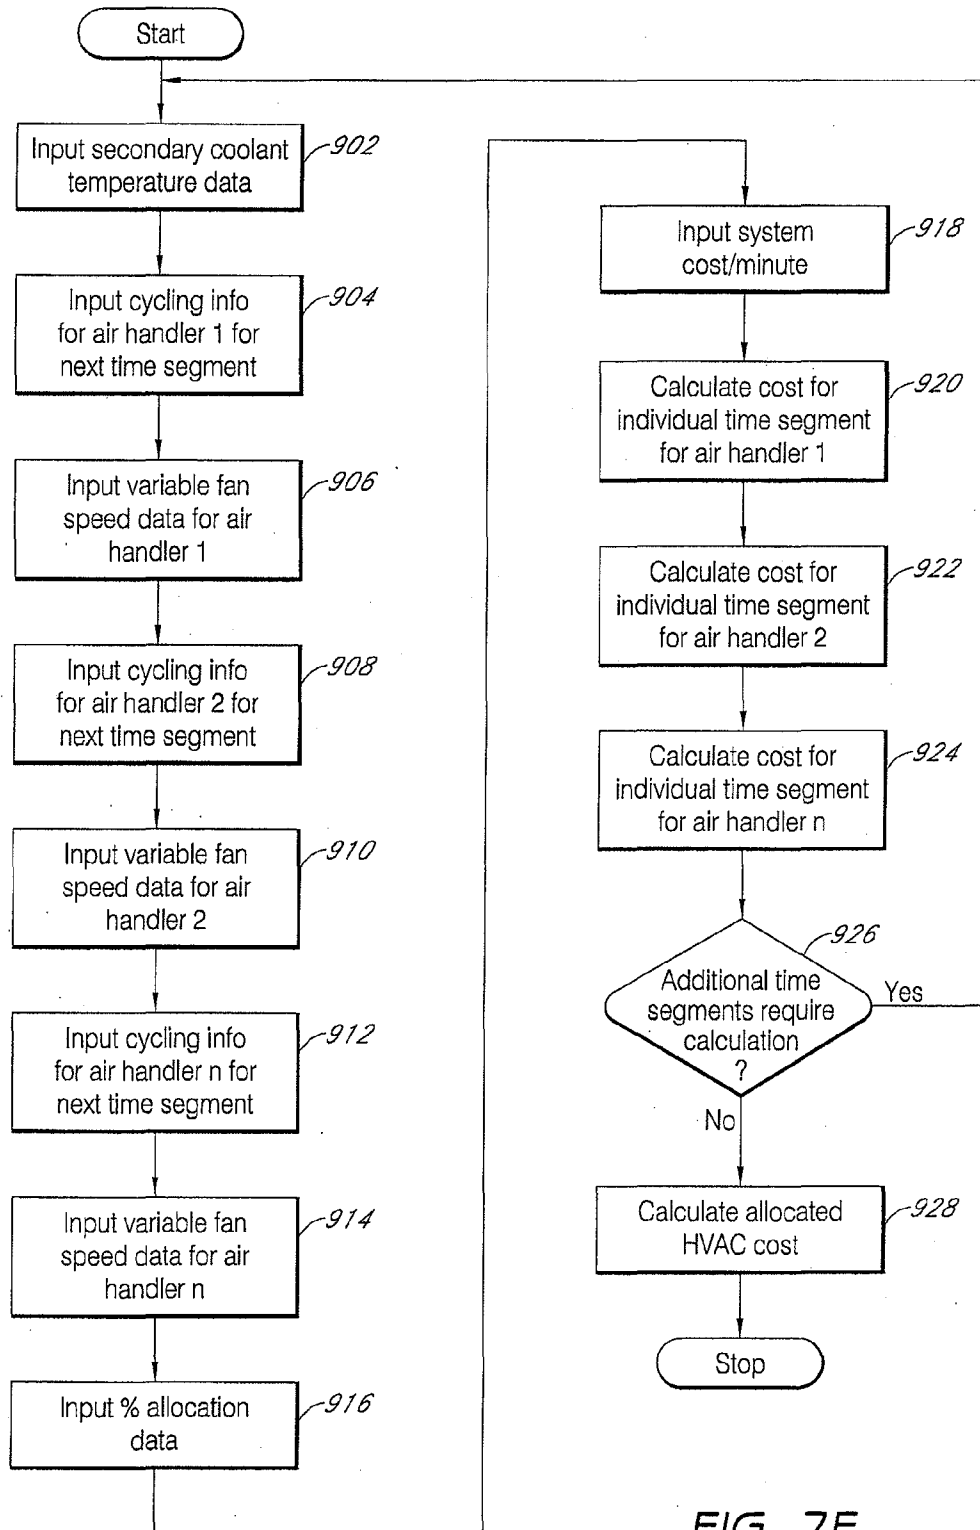 Start
Input secondary coolant
temperature data
902
Input cycling info
for air handler 1 for
next time segment
904
Input variable fan
speed data for air
handler 1
906
Input cycling info
for air handler 2 for
next time segment
908
Input variable fan
speed data for air
handler 2
910
Input cycling info
for air handler n for
next time segment
912
Input variable fan
speed data for air
handler n
914
Input % allocation
data
916
Input system
cost/minute
918
Calculate cost for
individual time segment
for air handler 1
920
Calculate cost for
individual time segment
for air handler 2
922
Calculate cost for
individual time segment
for air handler n
924
Additional time
segments require
calculation
?
926
Yes
No
Calculate allocated
HVAC cost
928
Stop